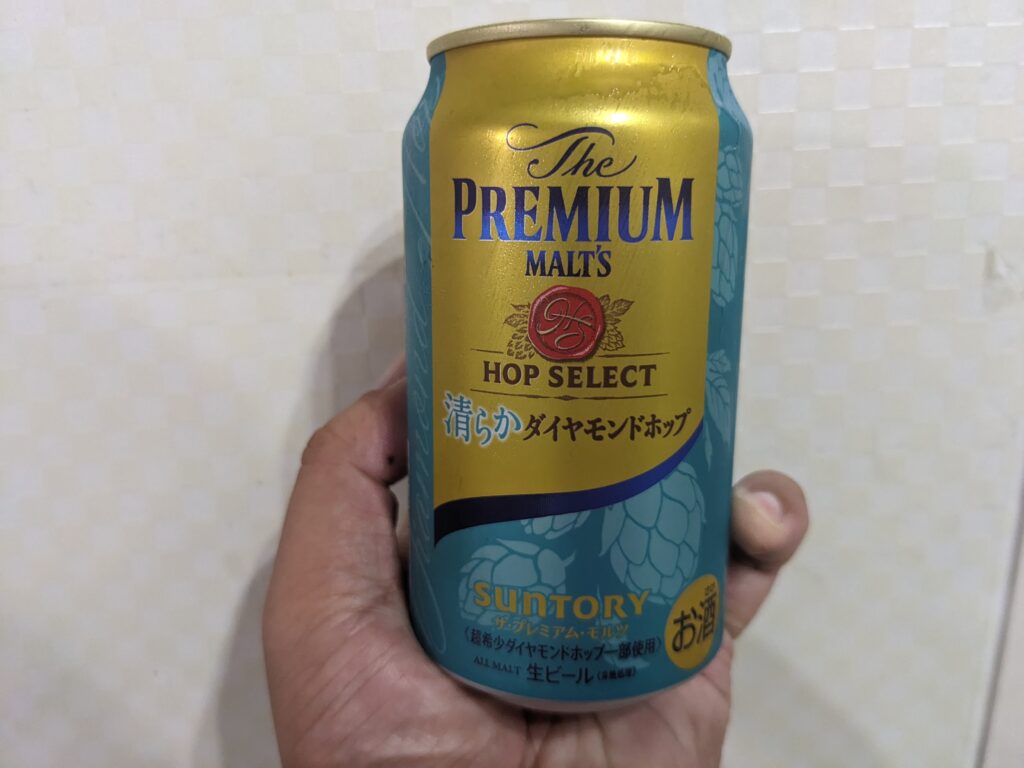 The
PREMIUM
MALT'S
HOP SELECT
清らかダイヤモンドホップ
SUNTORY
ザ・プレミアム・モルツ
〈超希少ダイヤモンドホップ一部使用〉
ALL MALT 生ビール
お酒